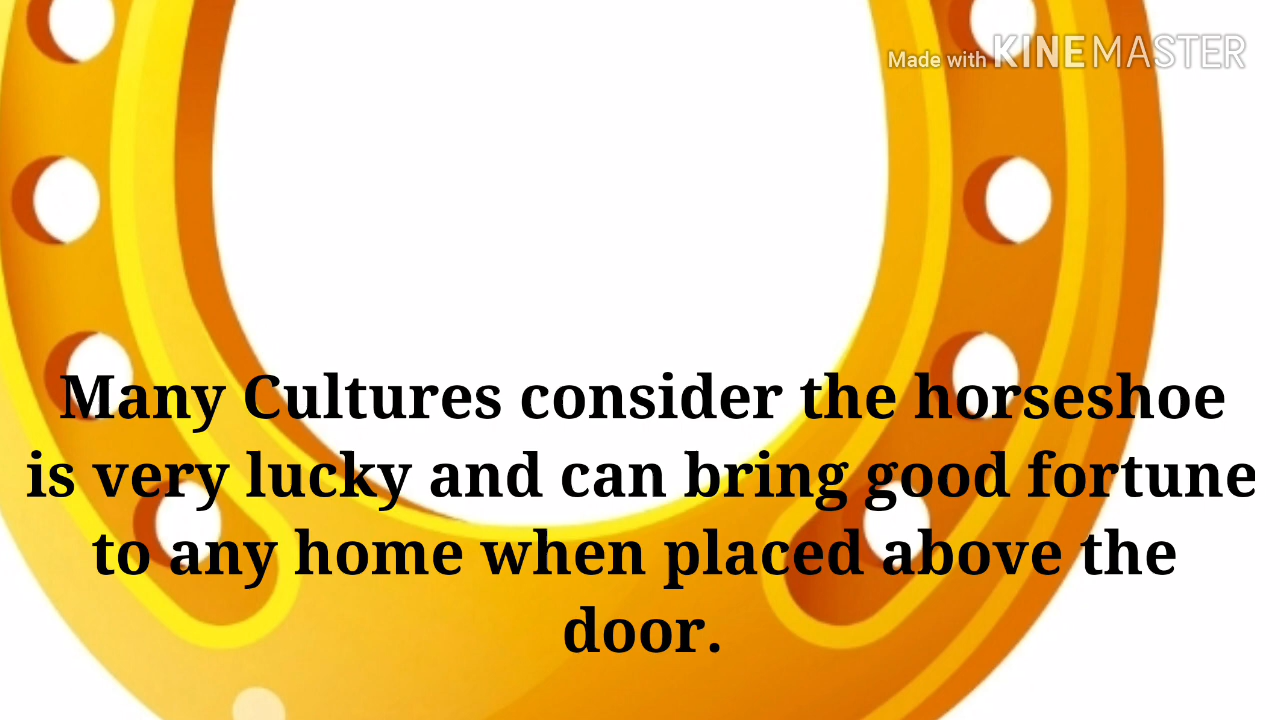 Made with KINEMASTER
Many Cultures consider the horseshoe
is very lucky and can bring good fortune
to any home when placed above the
door.